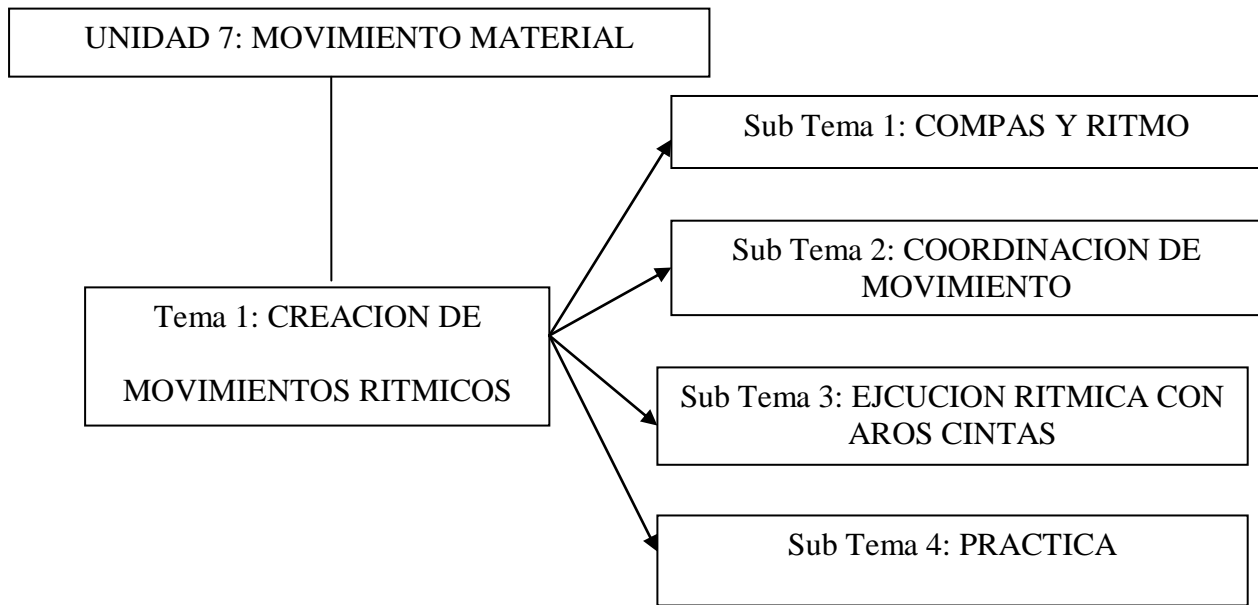 UNIDAD 7: MOVIMIENTO MATERIAL
Sub Tema 1: COMPAS Y RITMO
Sub Tema 2: COORDINACION DE
MOVIMIENTO
Tema 1: CREACION DE
MOVIMIENTOS RITMICOS
Sub Tema 3: EJCUCION RITMICA CON
AROS CINTAS
Sub Tema 4: PRACTICA